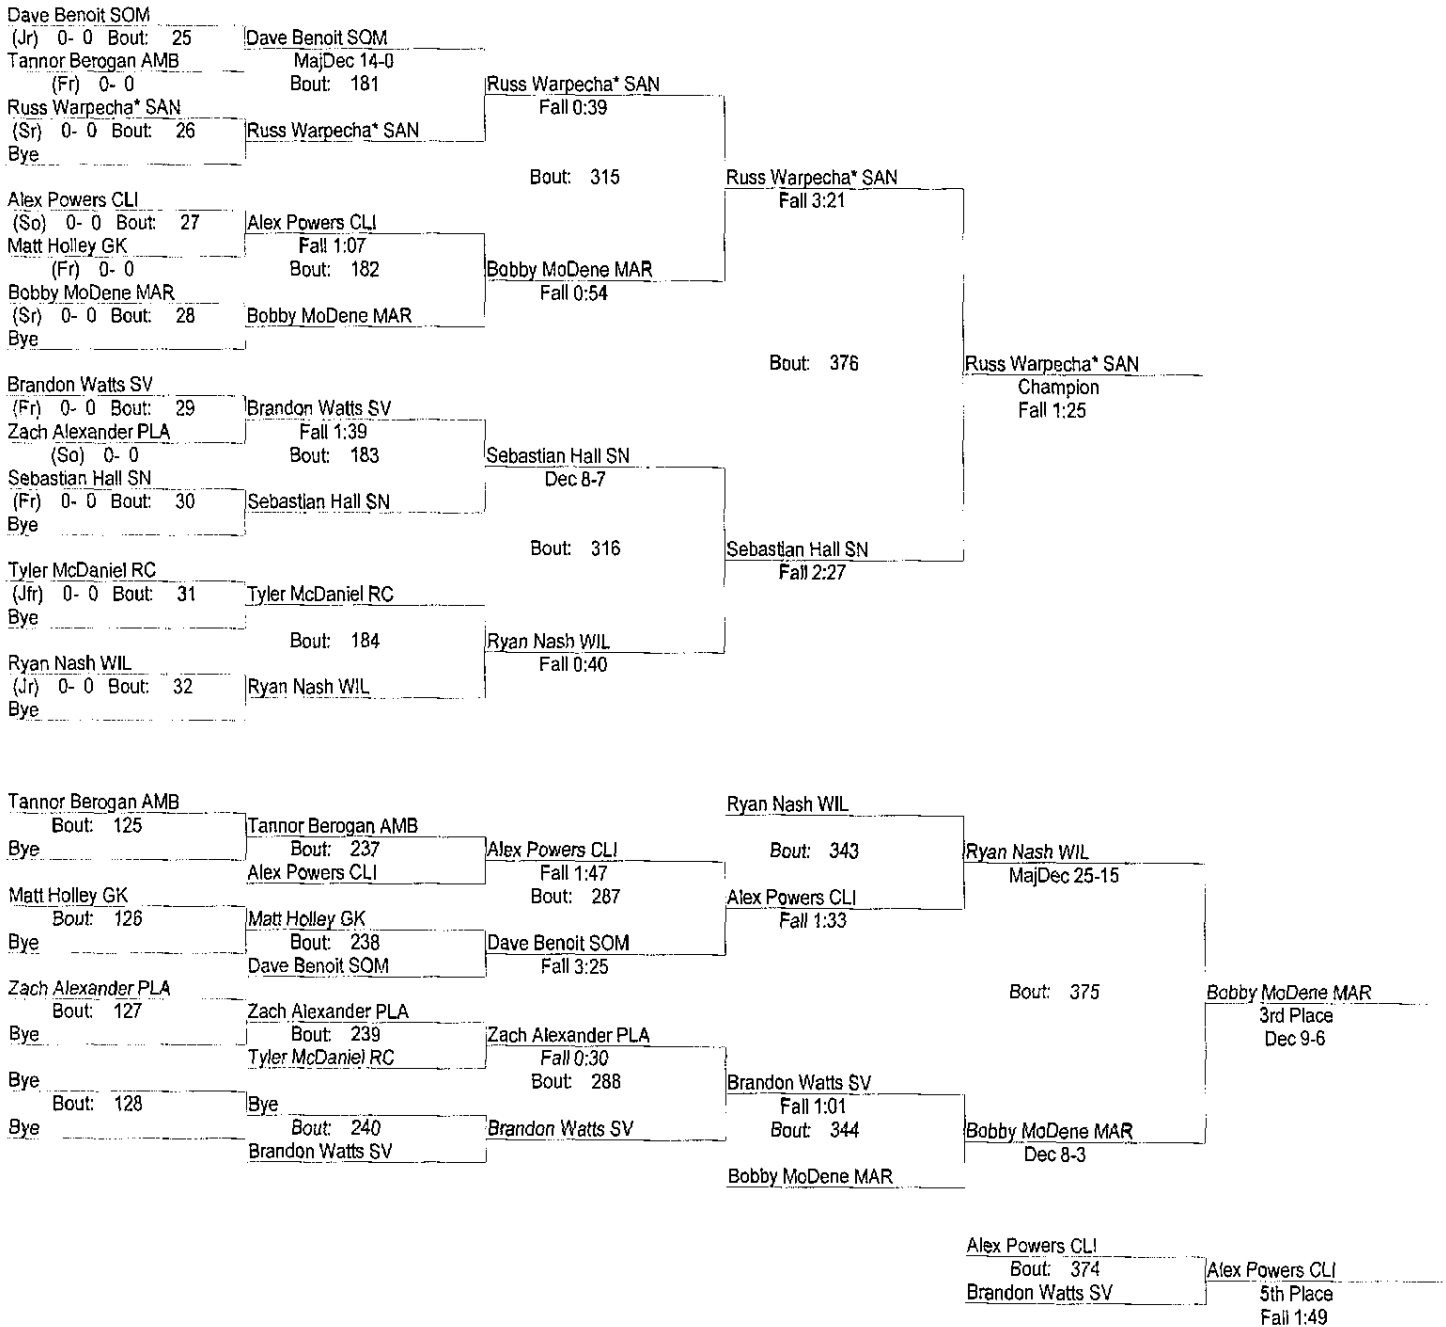 Dave Benoit SOM
(Jr) 0- 0 Bout: 25 Dave Benoit SOM
Tannor Berogan AMB MajDec 14-0
(Fr) 0- 0 Bout: 181 Russ Warpecha* SAN
Russ Warpecha* SAN Fall 0:39
(Sr) 0- 0 Bout: 26 Russ Warpecha* SAN
Bye
Bout: 315 Russ Warpecha* SAN
Alex Powers CLI Fall 3:21
(So) 0- 0 Bout: 27 Alex Powers CLI
Matt Holley GK Fall 1:07
(Fr) 0- 0 Bout: 182 Bobby MoDene MAR
Bobby MoDene MAR Fall 0:54
(Sr) 0- 0 Bout: 28 Bobby MoDene MAR
Bye
Bout: 376 Russ Warpecha* SAN
Brandon Watts SV Champion
(Fr) 0- 0 Bout: 29 Brandon Watts SV Fall 1:25
Zach Alexander PLA Fall 1:39
(So) 0- 0 Bout: 183 Sebastian Hall SN
Sebastian Hall SN Dec 8-7
(Fr) 0- 0 Bout: 30 Sebastian Hall SN
Bye
Bout: 316 Sebastian Hall SN
Tyler McDaniel RC Fall 2:27
(Jfr) 0- 0 Bout: 31 Tyler McDaniel RC
Bye
Bout: 184 Ryan Nash WIL
Ryan Nash WIL Fall 0:40
(Jr) 0- 0 Bout: 32 Ryan Nash WIL
Bye
Tannor Berogan AMB Ryan Nash WIL
Bout: 125 Tannor Berogan AMB
Bye Bout: 237 Alex Powers CLI Bout: 343 Ryan Nash WIL
Alex Powers CLI Fall 1:47 MajDec 25-15
Matt Holley GK Bout: 287 Alex Powers CLI
Bout: 126 Matt Holley GK Fall 1:33
Bye Bout: 238 Dave Benoit SOM
Dave Benoit SOM Fall 3:25
Zach Alexander PLA Bout: 375 Bobby MoDene MAR
Bout: 127 Zach Alexander PLA 3rd Place
Bye Bout: 239 Zach Alexander PLA Dec 9-6
Tyler McDaniel RC Fall 0:30
Bye Bout: 288 Brandon Watts SV
Bout: 128 Bye Fall 1:01
Bye Bout: 240 Brandon Watts SV Bout: 344 Bobby MoDene MAR
Brandon Watts SV Dec 8-3
Bobby MoDene MAR
Alex Powers CLI
Bout: 374 Alex Powers CLI
Brandon Watts SV 5th Place
Fall 1:49